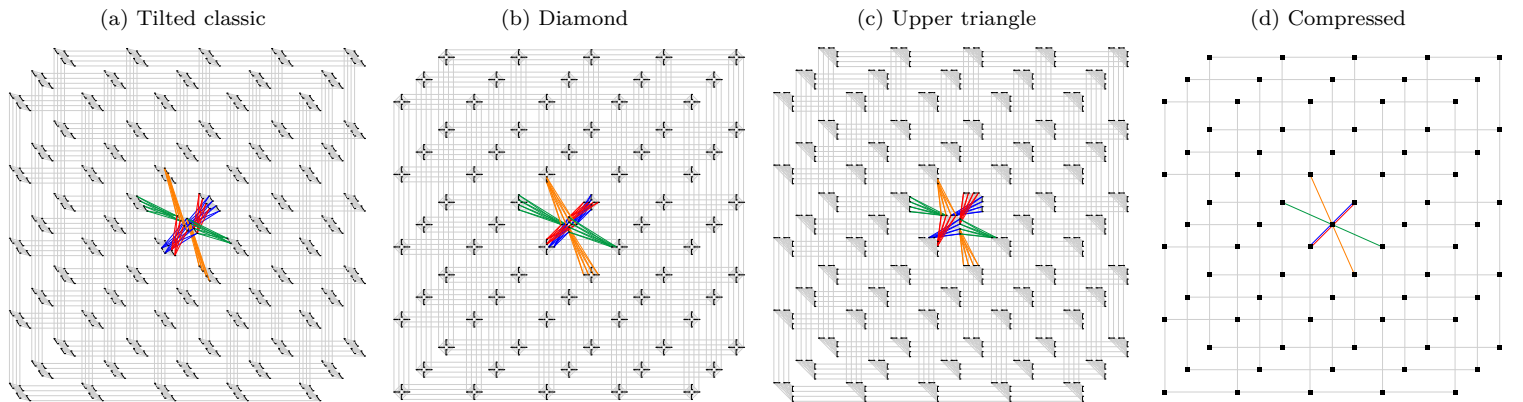 (a) Tilted classic
(b) Diamond
(c) Upper triangle
(d) Compressed